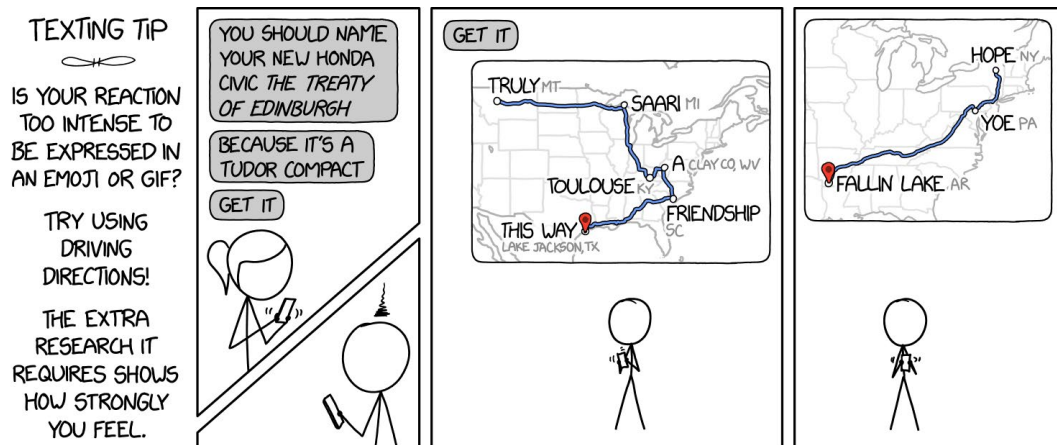 TEXTING TIP
IS YOUR REACTION
TOO INTENSE TO
BE EXPRESSED IN
AN EMOJI OR GIF?
TRY USING
DRIVING
DIRECTIONS!
THE EXTRA
RESEARCH IT
REQUIRES SHOWS
HOW STRONGLY
YOU FEEL.
YOU SHOULD NAME
YOUR NEW HONDA
CIVIC THE TREATY
OF EDINBURGH
BECAUSE IT'S A
TUDOR COMPACT
GET IT
GET IT
TRULY MT
SAARI MI
A CLAY CO, WV
TOULOUSE KY
FRIENDSHIP
SC
THIS WAY
LAKE JACKSON, TX
HOPE NY
YOE PA
FALLIN LAKE AR